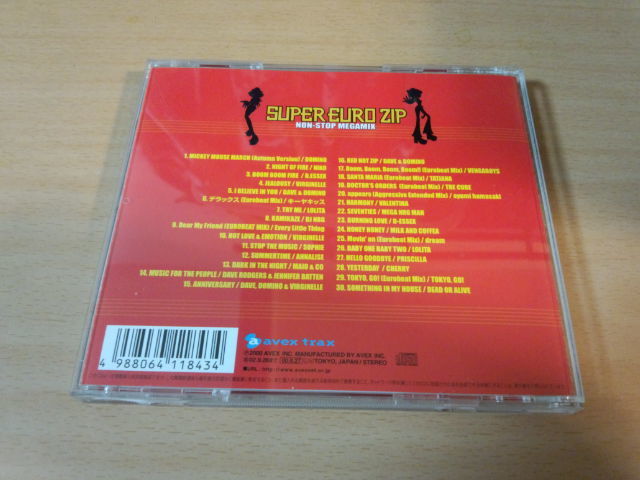 SUPER EURO ZIP
NON-STOP MEGAMIX
1. MICKEY MOUSE MARCH (Autumn Version) / DOMINO
2. NIGHT OF FIRE / NIKO
3. BOOM BOOM FIRE / D.ESSEX
4. JEALOUSY / VIRGINELLE
5. I BELIEVE IN YOU / DAVE & DOMINO
6. デラックス (Eurobeat Mix) / キーヤキッス
7. TRY ME / LOLITA
8. KAMIKAZE / DJ NRG
9. Dear My Friend (EUROBEAT MIX) / Every Little Thing
10. HOT LOVE & EMOTION / VIRGINELLE
11. STOP THE MUSIC / SOPHIE
12. SUMMERTIME / ANNALISE
13. DARK IN THE NIGHT / MAIO & CO
14. MUSIC FOR THE PEOPLE / DAVE RODGERS & JENNIFER BATTEN
15. ANNIVERSARY / DAVE, DOMINO & VIRGINELLE
16. RED HOT ZIP / DAVE & DOMINO
17. Boom, Boom, Boom, Boom!! (Eurobeat Mix) / VENGABOYS
18. SANTA MARIA (Eurobeat Mix) / TATJANA
19. DOCTOR'S ORDERS (Eurobeat Mix) / THE CUBE
20. appears (Aggressive Extended Mix) / ayumi hamasaki
21. HARMONY / VALENTINA
22. SEVENTIES / MEGA NRG MAN
23. BURNING LOVE / D-ESSEX
24. HONEY HONEY / MILK AND COFFEA
25. Movin' on (Eurobeat Mix) / dream
26. BABY ONE BABY TWO / LOLITA
27. HELLO GOODBYE / PRISCILLA
28. YESTERDAY / CHERRY
29. TOKYO, GO! (Eurobeat Mix) / TOKYO, GO!
30. SOMETHING IN MY HOUSE / DEAD OR ALIVE
4 988064 118434
a avex trax
℗2000 AVEX INC. MANUFACTURED BY AVEX INC.
TOKYO, JAPAN / STEREO
■URL : http://www.avexnet.or.jp